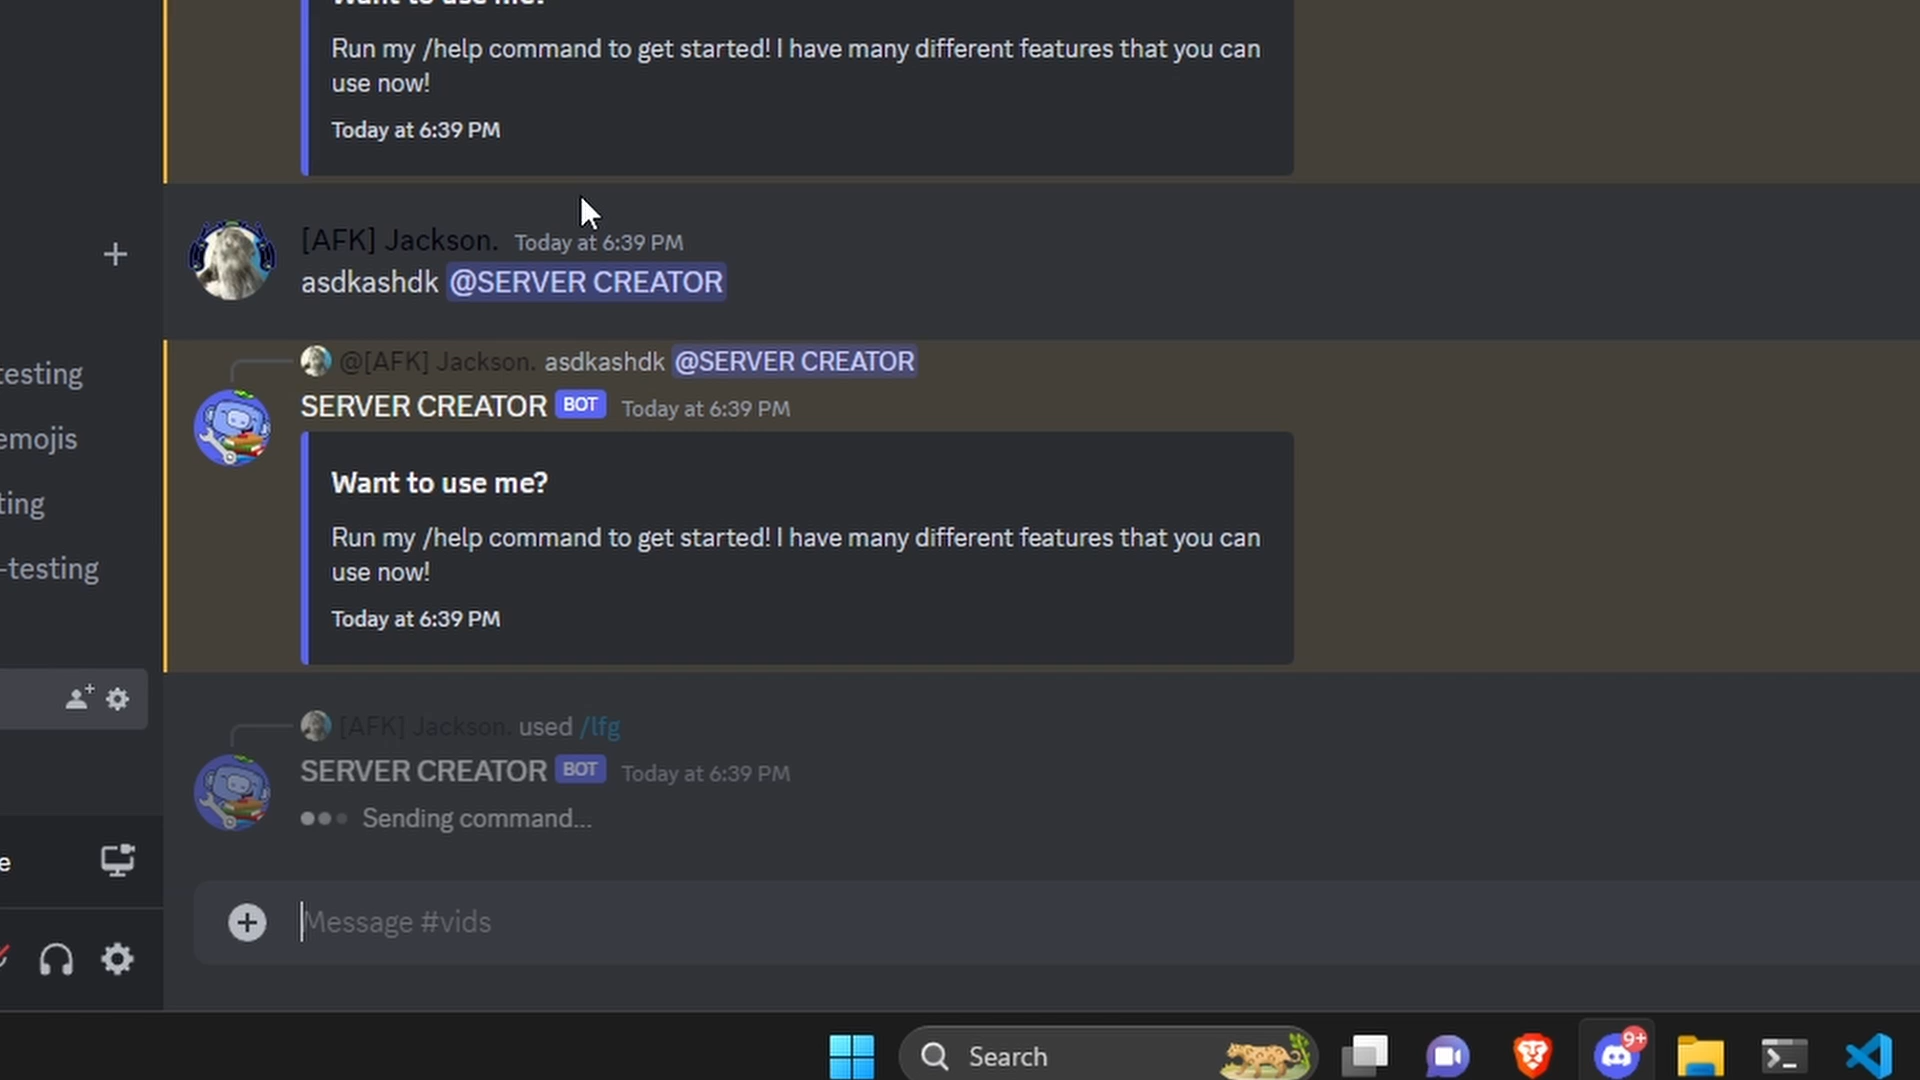 Want to use me?
Run my /help command to get started! I have many different features that you can
use now!
Today at 6:39 PM
[AFK] Jackson. Today at 6:39 PM
asdkashdk @SERVER CREATOR
@[AFK] Jackson. asdkashdk @SERVER CREATOR
SERVER CREATOR BOT Today at 6:39 PM
Want to use me?
Run my /help command to get started! I have many different features that you can
use now!
Today at 6:39 PM
[AFK] Jackson. used /lfg
SERVER CREATOR BOT Today at 6:39 PM
Sending command...
Message #vids
testing
emojis
ting
-testing
e
Search
9+